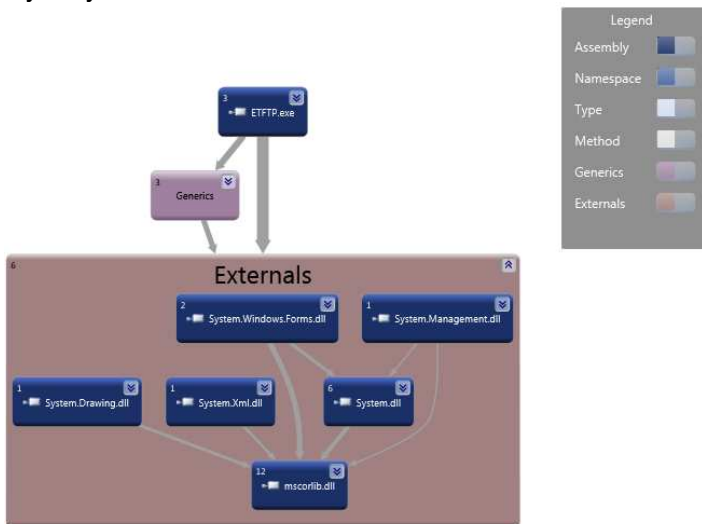 Legend
Assembly
Namespace
Type
Method
Generics
Externals
3
ETFTP.exe
3
Generics
6
Externals
2
System.Windows.Forms.dll
1
System.Management.dll
1
System.Drawing.dll
1
System.Xml.dll
6
System.dll
12
mscorlib.dll